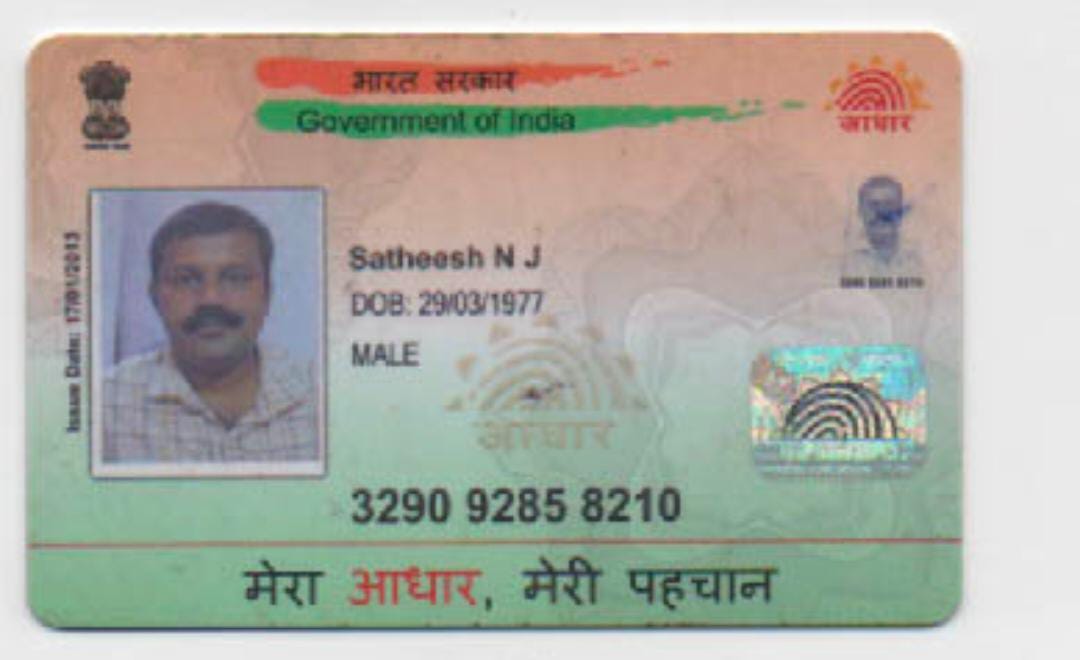 भारत सरकार
Government of India
आधार
Issue Date: 17/01/2013
Satheesh N J
DOB: 29/03/1977
MALE
आधार
3290 9285 8210
मेरा आधार, मेरी पहचान